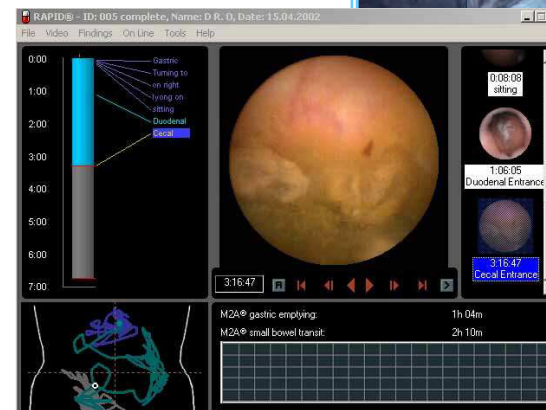 RAPID® - ID: 005 complete, Name: D R. O, Date: 15.04.2002
File Video Findings On Line Tools Help
0:00
1:00
2:00
3:00
4:00
5:00
6:00
7:00
Gastric
Turning to
on right
lyong on
sitting
Duodenal
Cecal
0:08:08
sitting
1:06:05
Duodenal Entrance
3:16:47
Cecal Entrance
3:16:47
R
M2A® gastric emptying: 1h 04m
M2A® small bowel transit: 2h 10m